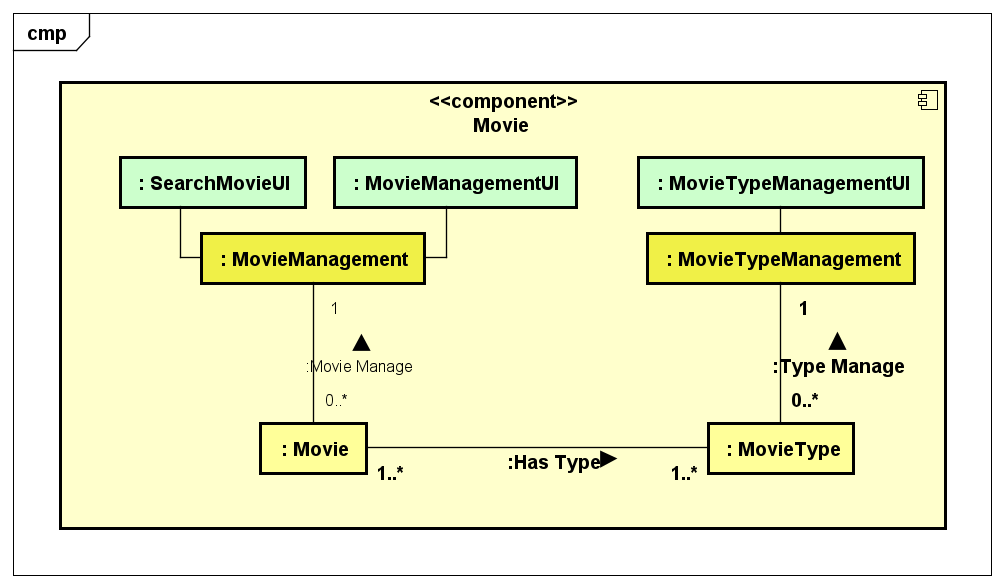 cmp
<<component>>
Movie
: SearchMovieUI
: MovieManagementUI
: MovieTypeManagementUI
: MovieManagement
: MovieTypeManagement
1
1
:Movie Manage
:Type Manage
0..*
0..*
: Movie
: MovieType
1..*
:Has Type
1..*